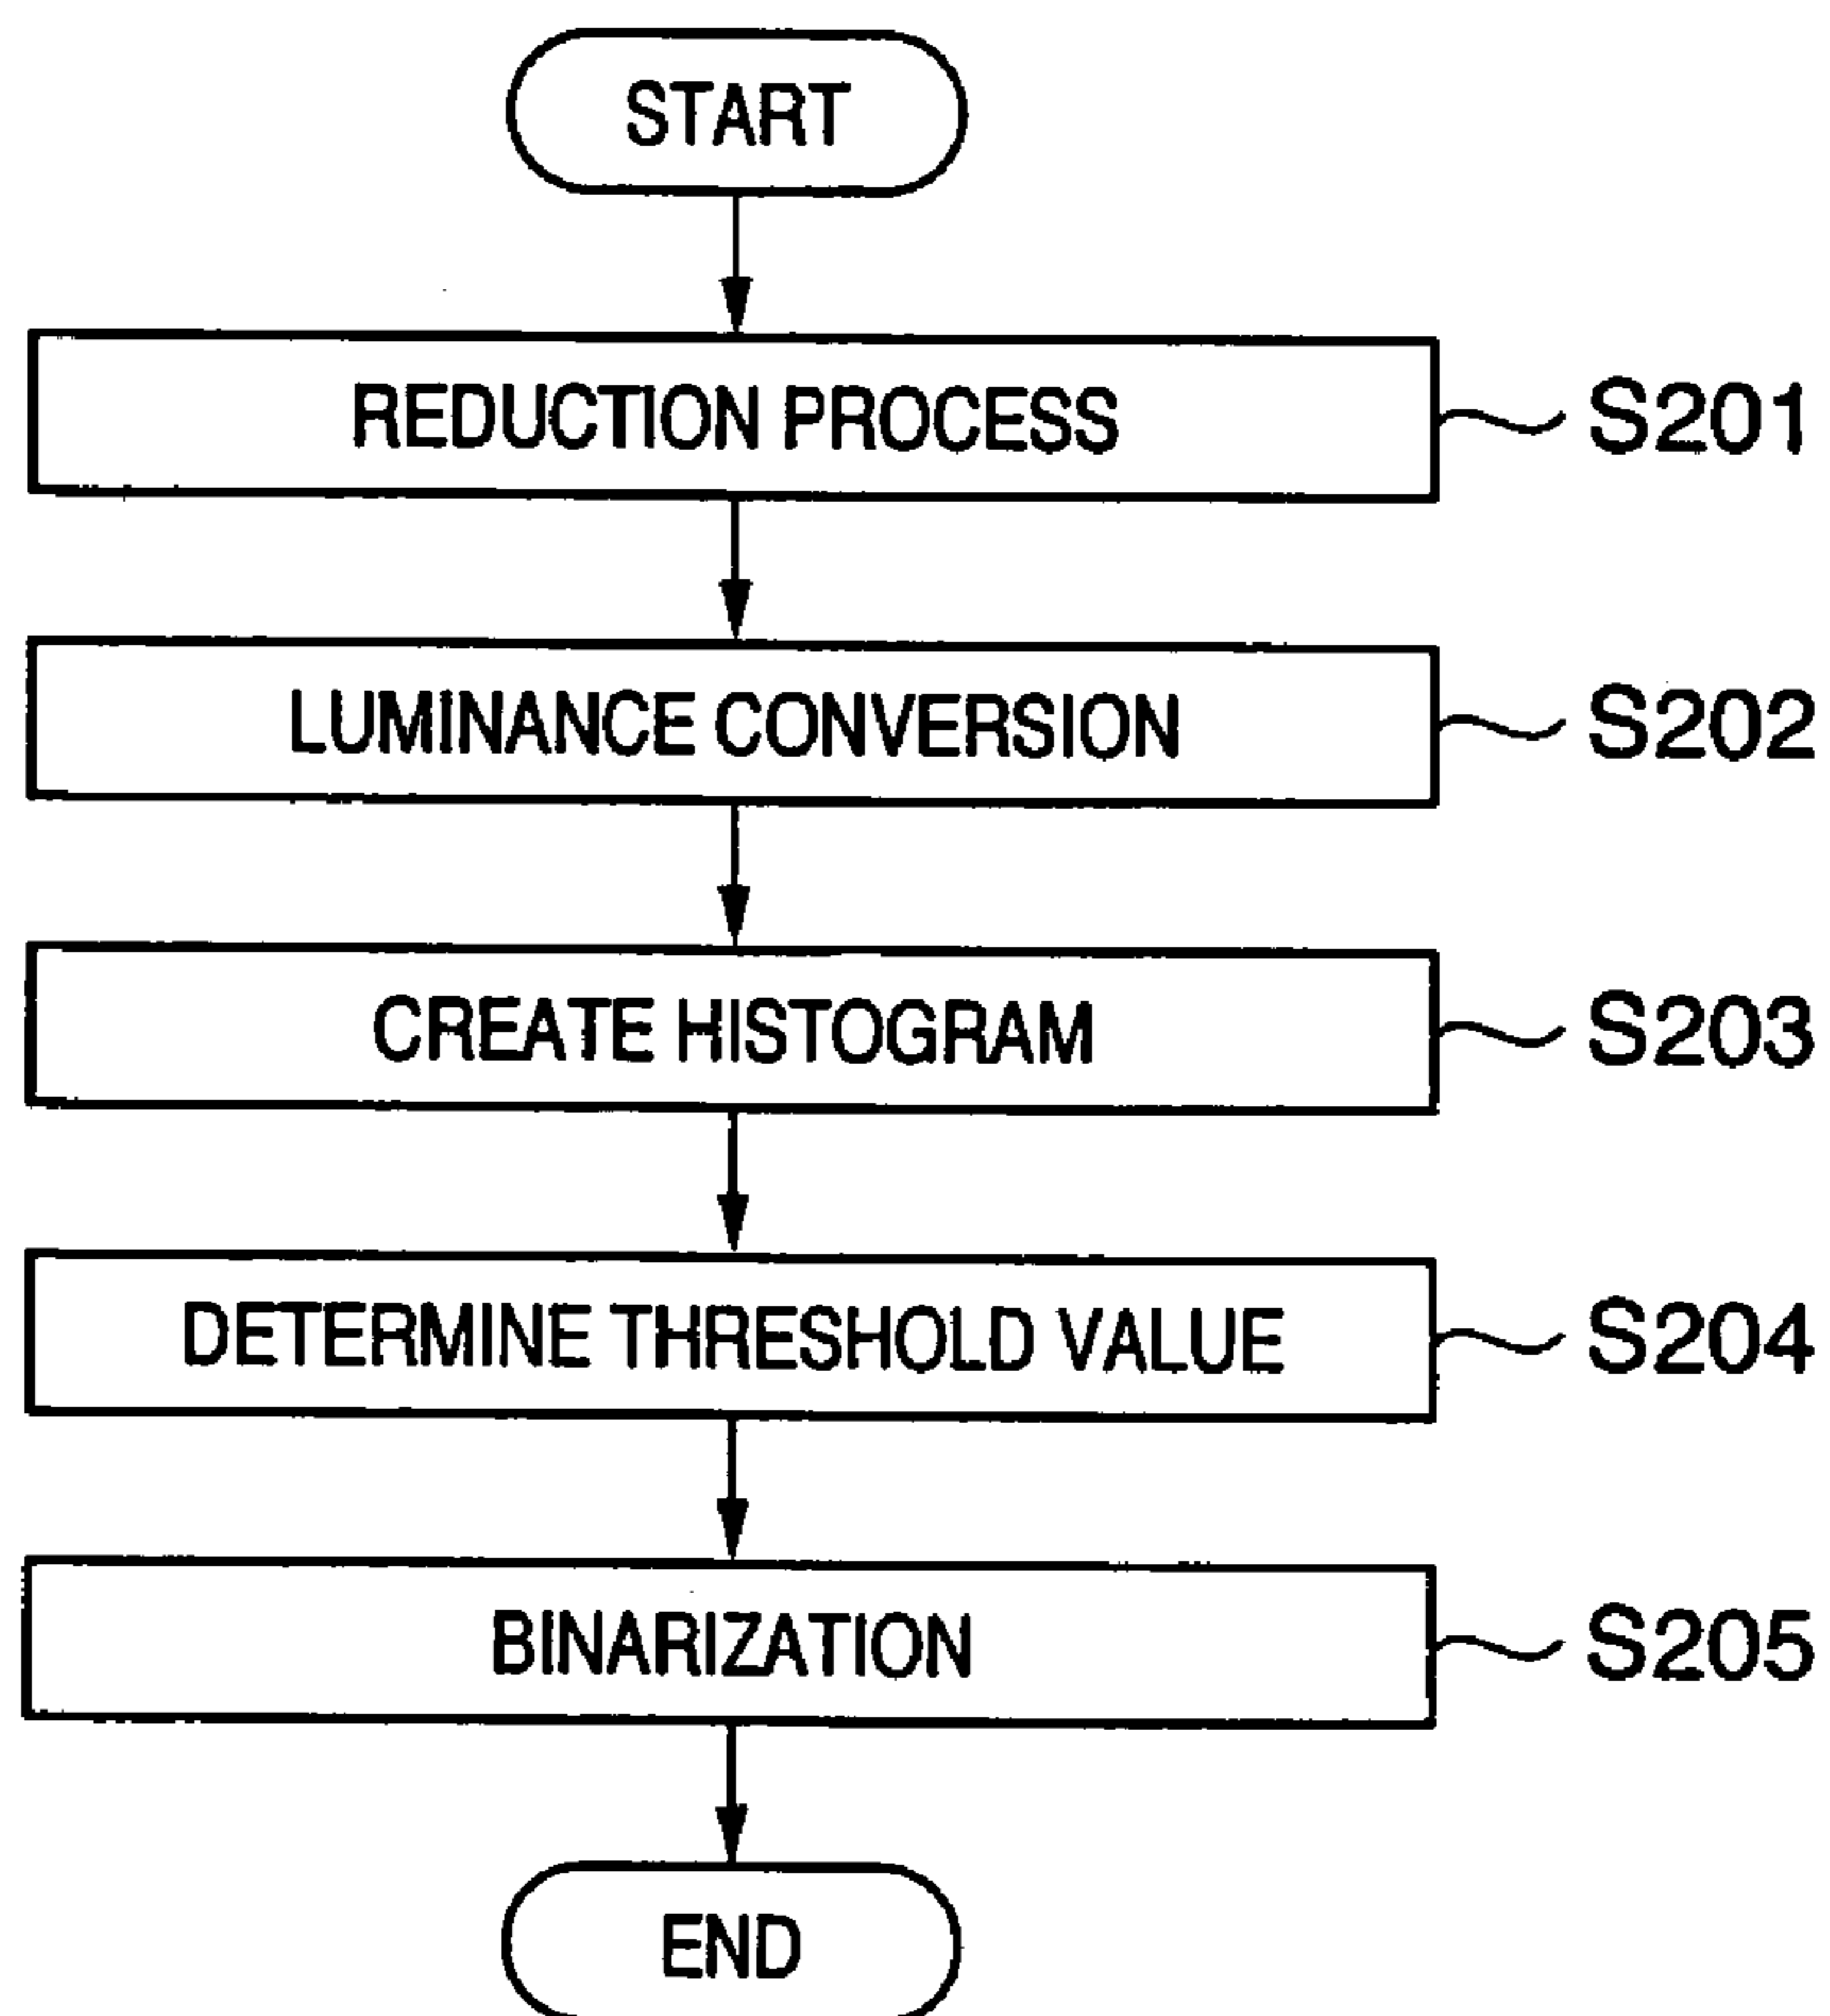 START
REDUCTION PROCESS S201
LUMINANCE CONVERSION S202
CREATE HISTOGRAM S203
DETERMINE THRESHOLD VALUE S204
BINARIZATION S205
END